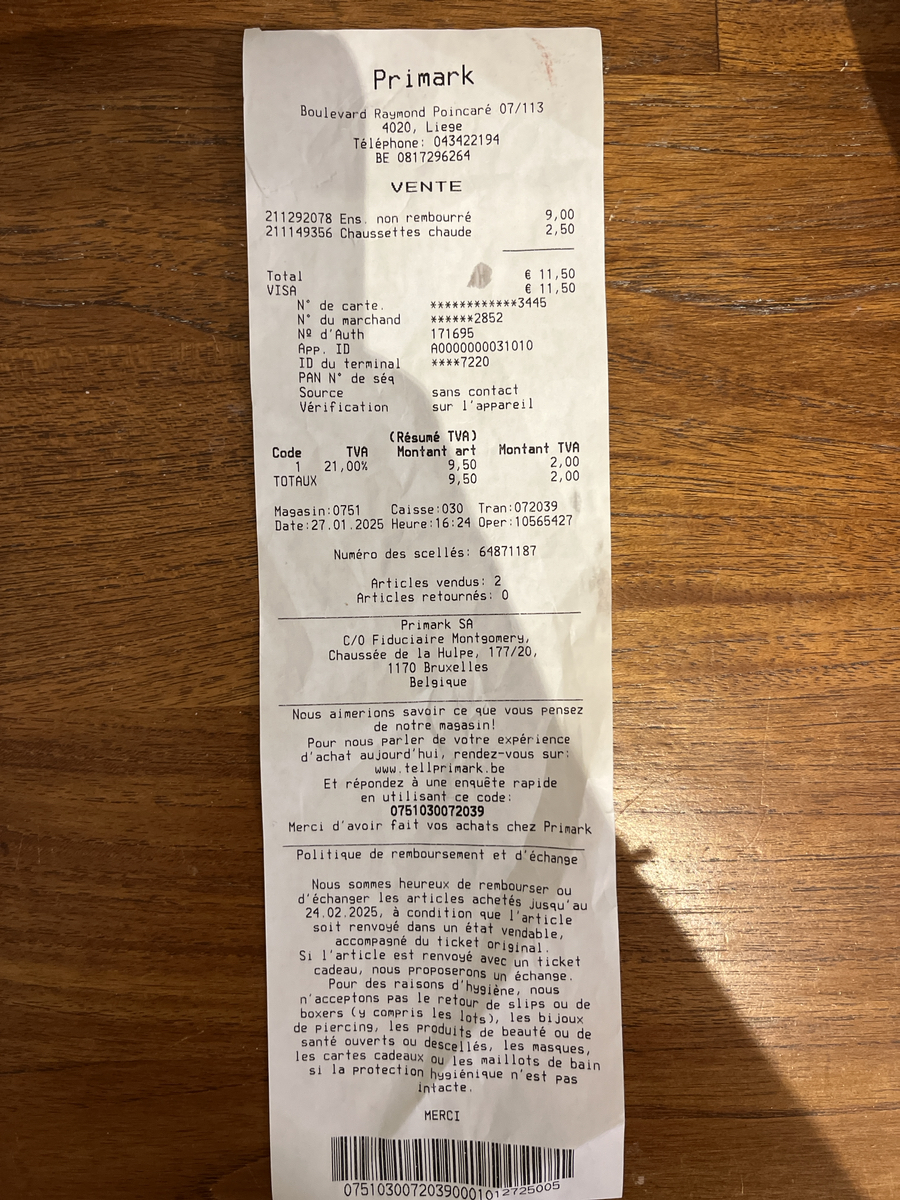 Primark
Boulevard Raymond Poincaré 07/113
4020, Liege
Téléphone: 043422194
BE 0817296264
VENTE
211292078 Ens. non rembourré 9,00
211149356 Chaussettes chaude 2,50
Total € 11,50
VISA € 11,50
N° de carte. ************3445
N° du marchand ******2852
Nº d'Auth 171695
App. ID A0000000031010
ID du terminal ****7220
PAN N° de séq
Source sans contact
Vérification sur l'appareil
(Résumé TVA)
Code TVA Montant art Montant TVA
1 21,00% 9,50 2,00
TOTAUX 9,50 2,00
Magasin:0751 Caisse:030 Tran:072039
Date:27.01.2025 Heure:16:24 Oper:10565427
Numéro des scellés: 64871187
Articles vendus: 2
Articles retournés: 0
Primark SA
C/O Fiduciaire Montgomery,
Chaussée de la Hulpe, 177/20,
1170 Bruxelles
Belgique
Nous aimerions savoir ce que vous pensez
de notre magasin!
Pour nous parler de votre expérience
d'achat aujourd'hui, rendez-vous sur:
www.tellprimark.be
Et répondez à une enquête rapide
en utilisant ce code:
0751030072039
Merci d'avoir fait vos achats chez Primark
Politique de remboursement et d'échange
Nous sommes heureux de rembourser ou
d'échanger les articles achetés jusqu'au
24.02.2025, à condition que l'article
soit renvoyé dans un état vendable,
accompagné du ticket original.
Si l'article est renvoyé avec un ticket
cadeau, nous proposerons un échange.
Pour des raisons d'hygiène, nous
n'acceptons pas le retour de slips ou de
boxers (y compris les lots), les bijoux
de piercing, les produits de beauté ou de
santé ouverts ou descellés, les masques,
les cartes cadeaux ou les maillots de bain
si la protection hygiénique n'est pas
intacte.
MERCI
07510300720390001012725005